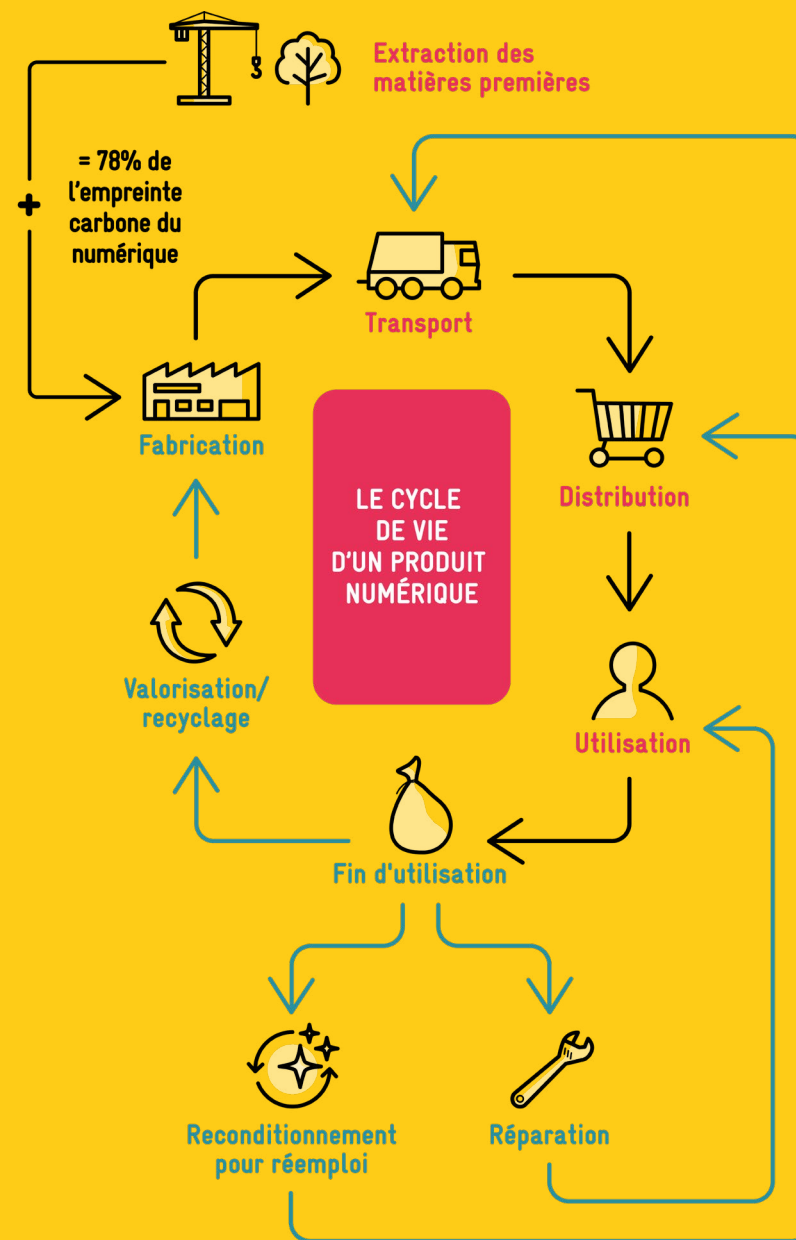 Extraction des
matières premières
= 78% de
l'empreinte
carbone du
numérique
+
Transport
Fabrication
LE CYCLE
DE VIE
D'UN PRODUIT
NUMÉRIQUE
Distribution
Valorisation/
recyclage
Utilisation
Fin d'utilisation
Reconditionnement
pour réemploi
Réparation